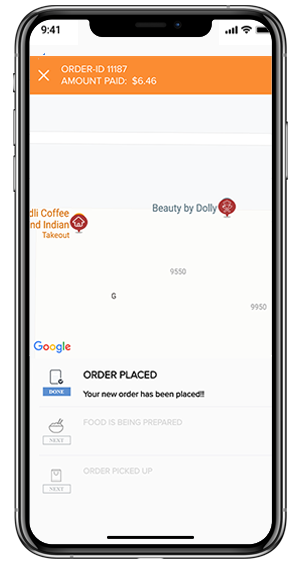 9:41
ORDER-ID 11187
AMOUNT PAID: $6.46
dli Coffee
nd Indian
Takeout
Beauty by Dolly
9550
G
9950
Google
ORDER PLACED
DONE
Your new order has been placed!!
FOOD IS BEING PREPARED
NEXT
ORDER PICKED UP
NEXT